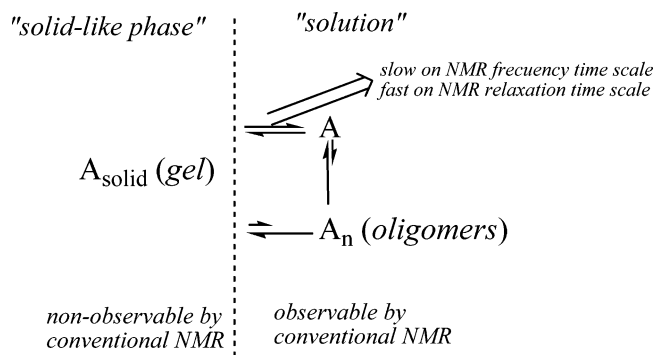 "solid-like phase"
"solution"
slow on NMR frecuency time scale
fast on NMR relaxation time scale
A
Asolid (gel)
An (oligomers)
non-observable by
conventional NMR
observable by
conventional NMR